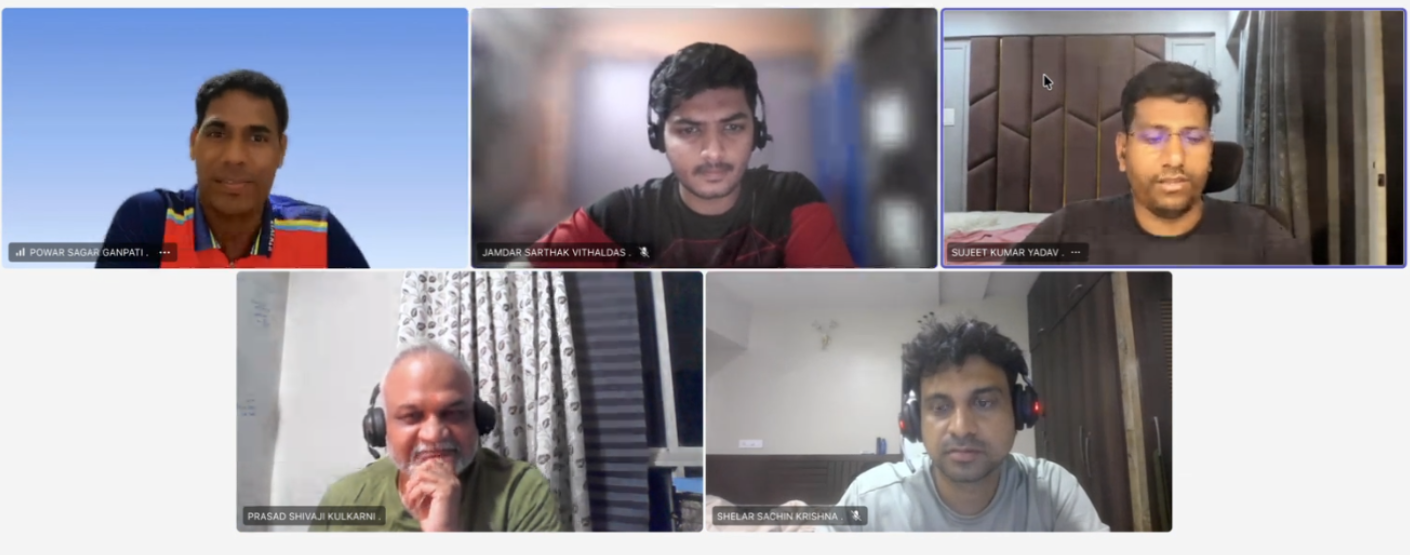 POWAR SAGAR GANPATI .
JAMDAR SARTHAK VITHALDAS .
SUJEET KUMAR YADAV .
PRASAD SHIVAJI KULKARNI .
SHELAR SACHIN KRISHNA .